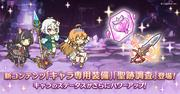 新コンテンツ「キャラ専用装備」「聖跡調査」登場!
キャラのステータスがさらにパワーアップ!